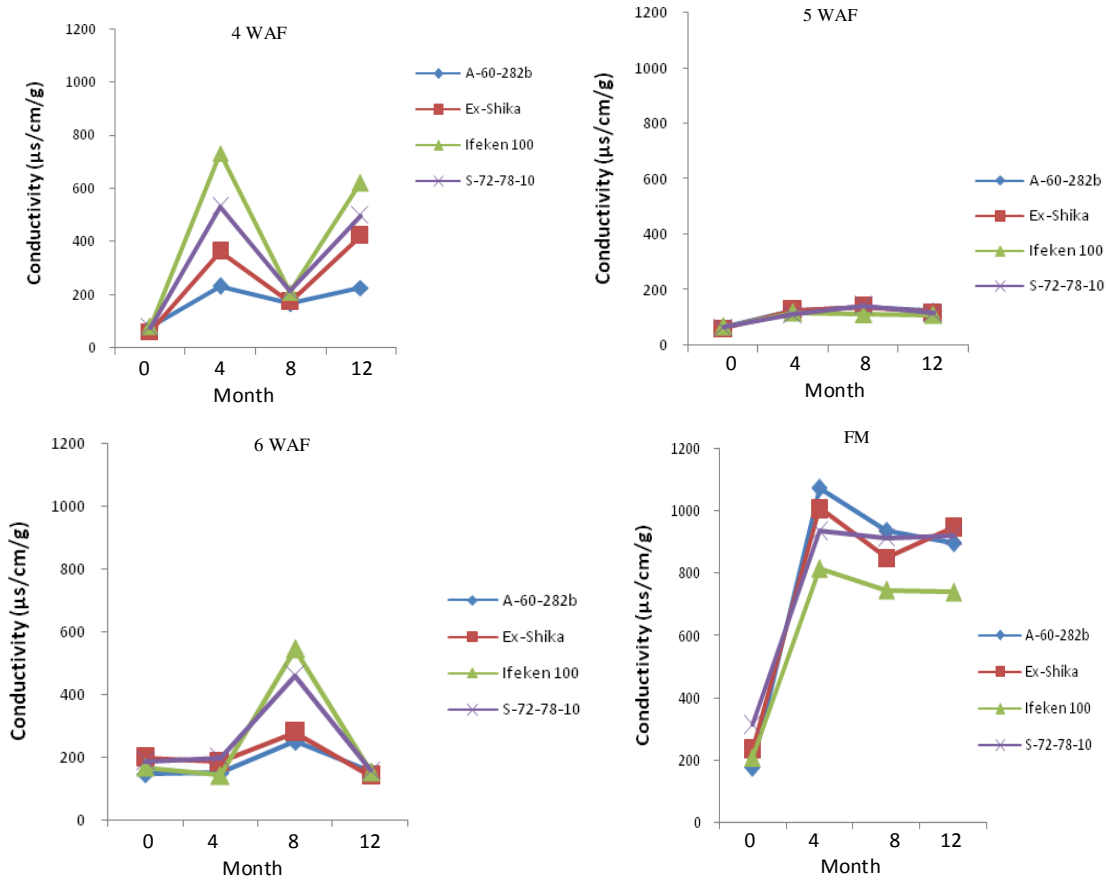 4 WAF
Conductivity (µs/cm/g)
1200
1000
800
600
400
200
0
0 4 8 12
Month
A-60-282b
Ex-Shika
Ifeken 100
S-72-78-10
5 WAF
Conductivity (µs/cm/g)
1200
1000
800
600
400
200
0
0 4 8 12
Month
A-60-282b
Ex-Shika
Ifeken 100
S-72-78-10
6 WAF
Conductivity (µs/cm/g)
1200
1000
800
600
400
200
0
0 4 8 12
Month
A-60-282b
Ex-Shika
Ifeken 100
S-72-78-10
FM
Conductivity (µs/cm/g)
1200
1000
800
600
400
200
0
0 4 8 12
Month
A-60-282b
Ex-Shika
Ifeken 100
S-72-78-10